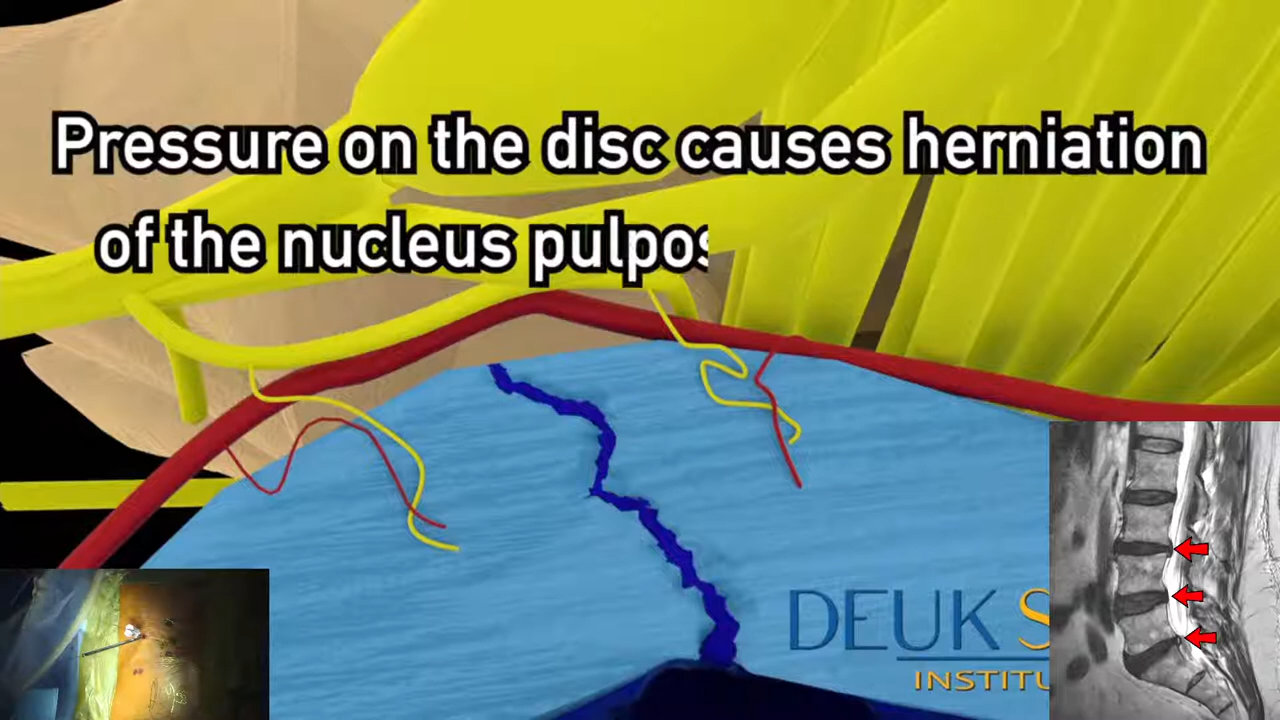 Pressure on the disc causes herniation
of the nucleus pulpos
DEUK S
INSTITU